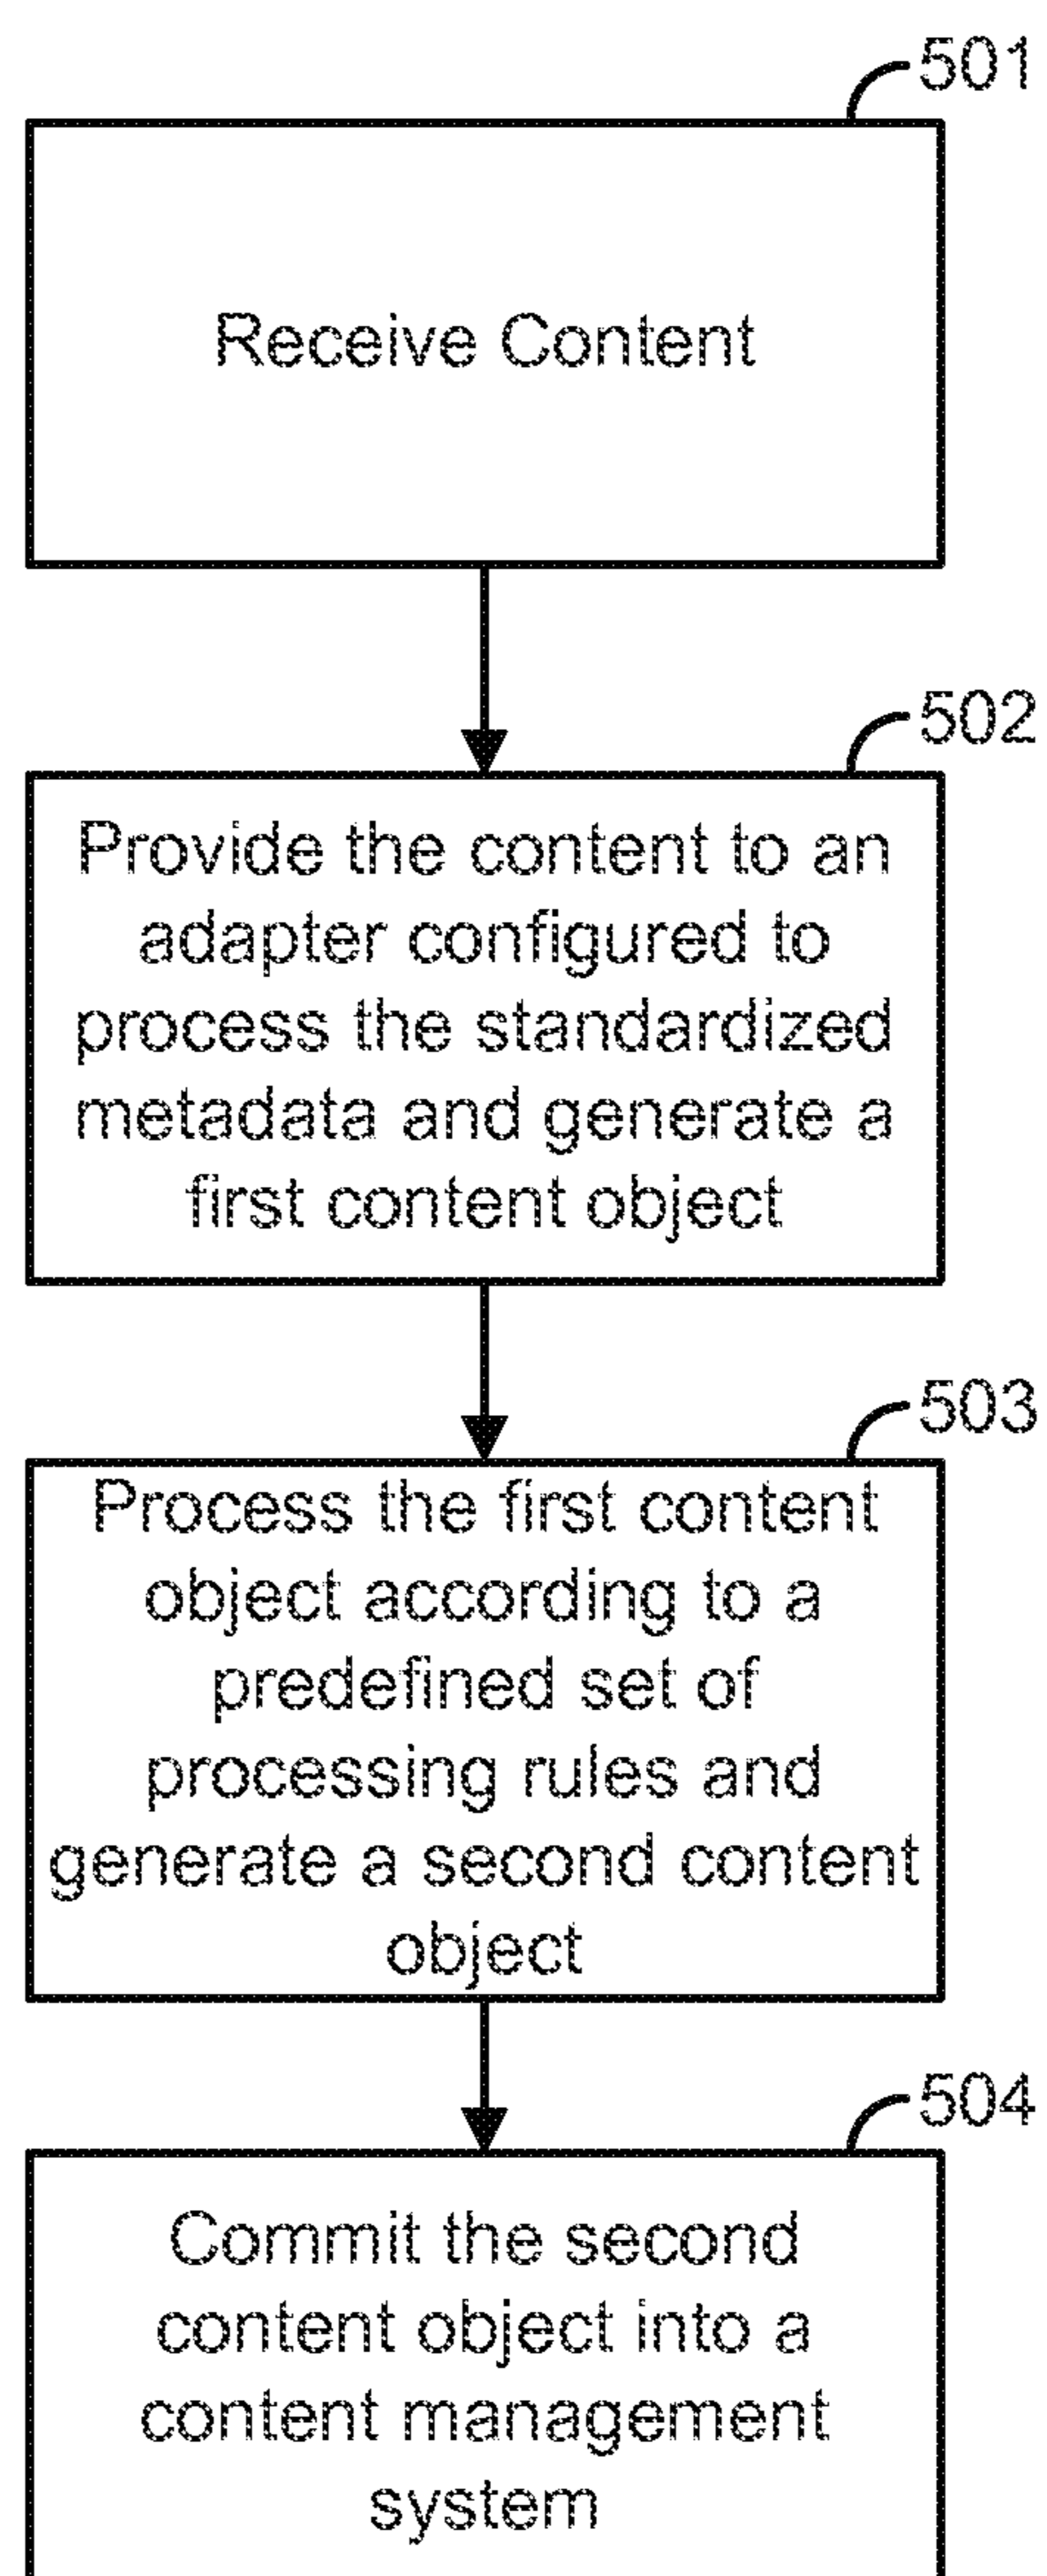 501
Receive Content
502
Provide the content to an
adapter configured to
process the standardized
metadata and generate a
first content object
503
Process the first content
object according to a
predefined set of
processing rules and
generate a second content
object
504
Commit the second
content object into a
content management
system